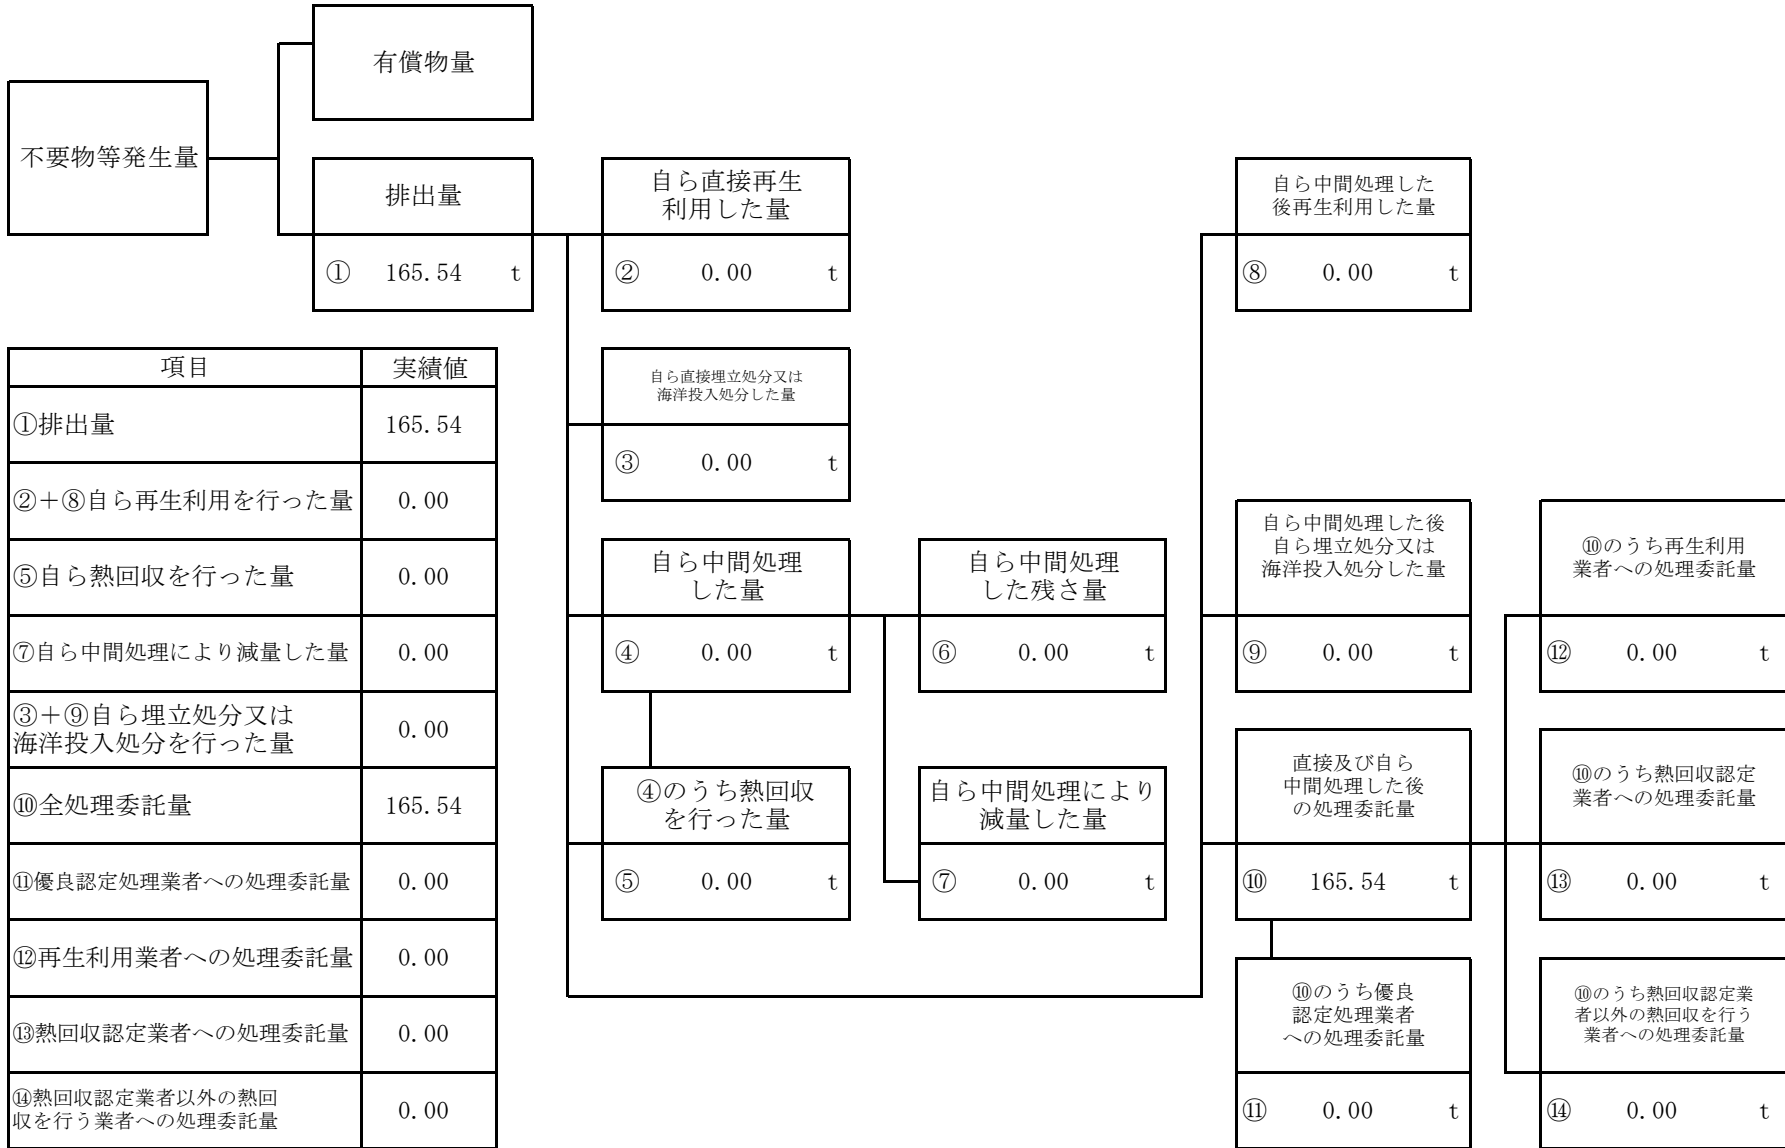 有償物量
不要物等発生量
排出量
① 165.54 t
自ら直接再生
利用した量
② 0.00 t
自ら中間処理した
後再生利用した量
⑧ 0.00 t
自ら直接埋立処分又は
海洋投入処分した量
③ 0.00 t
自ら中間処理
した量
④ 0.00 t
自ら中間処理
した残さ量
⑥ 0.00 t
自ら中間処理した後
自ら埋立処分又は
海洋投入処分した量
⑨ 0.00 t
⑩のうち再生利用
業者への処理委託量
⑫ 0.00 t
④のうち熱回収
を行った量
⑤ 0.00 t
自ら中間処理により
減量した量
⑦ 0.00 t
直接及び自ら
中間処理した後
の処理委託量
⑩ 165.54 t
⑩のうち熱回収認定
業者への処理委託量
⑬ 0.00 t
⑩のうち優良
認定処理業者
への処理委託量
⑪ 0.00 t
⑩のうち熱回収認定業
者以外の熱回収を行う
業者への処理委託量
⑭ 0.00 t
項目 実績値
①排出量 165.54
②＋⑧自ら再生利用を行った量 0.00
⑤自ら熱回収を行った量 0.00
⑦自ら中間処理により減量した量 0.00
③＋⑨自ら埋立処分又は
海洋投入処分を行った量 0.00
⑩全処理委託量 165.54
⑪優良認定処理業者への処理委託量 0.00
⑫再生利用業者への処理委託量 0.00
⑬熱回収認定業者への処理委託量 0.00
⑭熱回収認定業者以外の熱回
収を行う業者への処理委託量 0.00